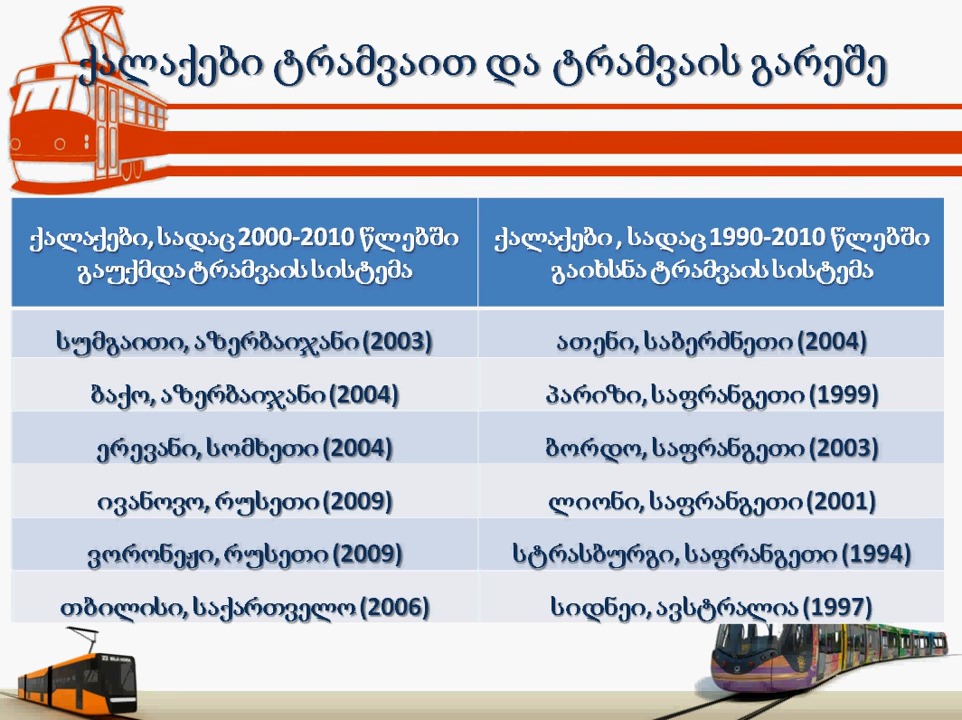 ქალაქები ტრამვაით და ტრამვაის გარეშე
ქალაქები, სადაც 2000-2010 წლებში
გაუქმდა ტრამვაის სისტემა
ქალაქები , სადაც 1990-2010 წლებში
გაიხსნა ტრამვაის სისტემა
სუმგაითი, აზერბაიჯანი (2003)
ათენი, საბერძნეთი (2004)
ბაქო, აზერბაიჯანი (2004)
პარიზი, საფრანგეთი (1999)
ერევანი, სომხეთი (2004)
ბორდო, საფრანგეთი (2003)
ივანოვო, რუსეთი (2009)
ლიონი, საფრანგეთი (2001)
ვორონეჟი, რუსეთი (2009)
სტრასბურგი, საფრანგეთი (1994)
თბილისი, საქართველო (2006)
სიდნეი, ავსტრალია (1997)